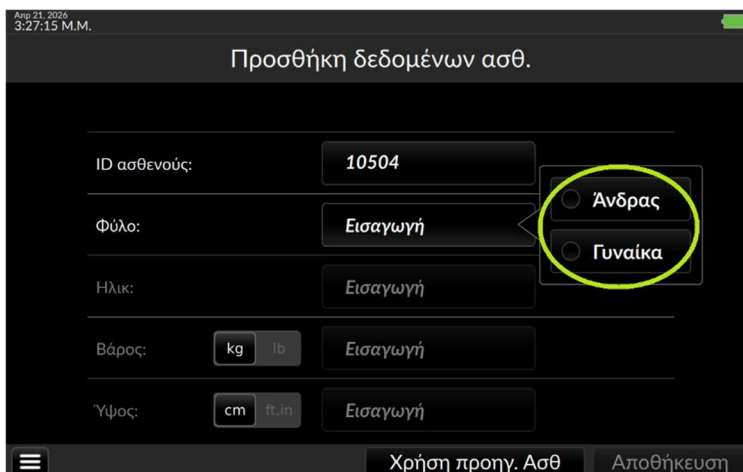 Απρ 21, 2026
3:27:15 Μ.Μ.
Προσθήκη δεδομένων ασθ.
ID ασθενούς:
10504
Φύλο:
Εισαγωγή
Άνδρας
Γυναίκα
Ηλικ:
Εισαγωγή
Βάρος:
kg
lb
Εισαγωγή
Ύψος:
cm
ft.in
Εισαγωγή
Χρήση προηγ. Ασθ
Αποθήκευση